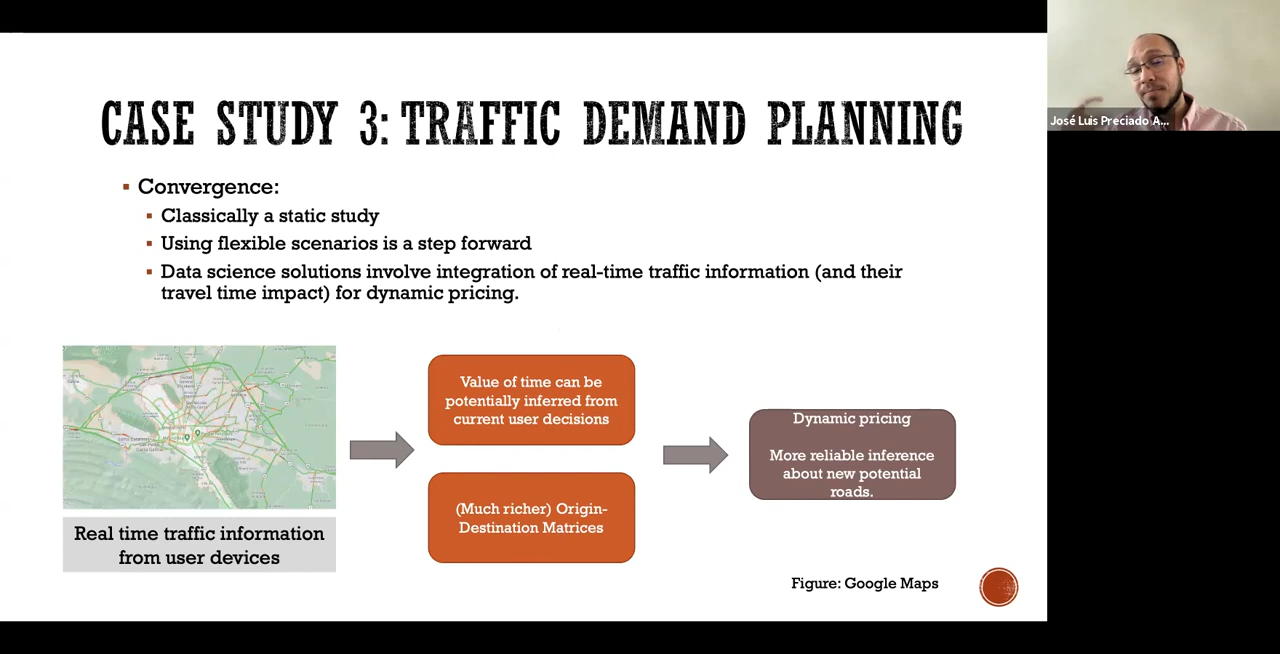 CASE STUDY 3: TRAFFIC DEMAND PLANNING
José Luis Preciado A...
▪ Convergence:
▪ Classically a static study
▪ Using flexible scenarios is a step forward
▪ Data science solutions involve integration of real-time traffic information (and their
travel time impact) for dynamic pricing.
Value of time can be
potentially inferred from
current user decisions
(Much richer) Origin-
Destination Matrices
Dynamic pricing
More reliable inference
about new potential
roads.
Real time traffic information
from user devices
Figure: Google Maps